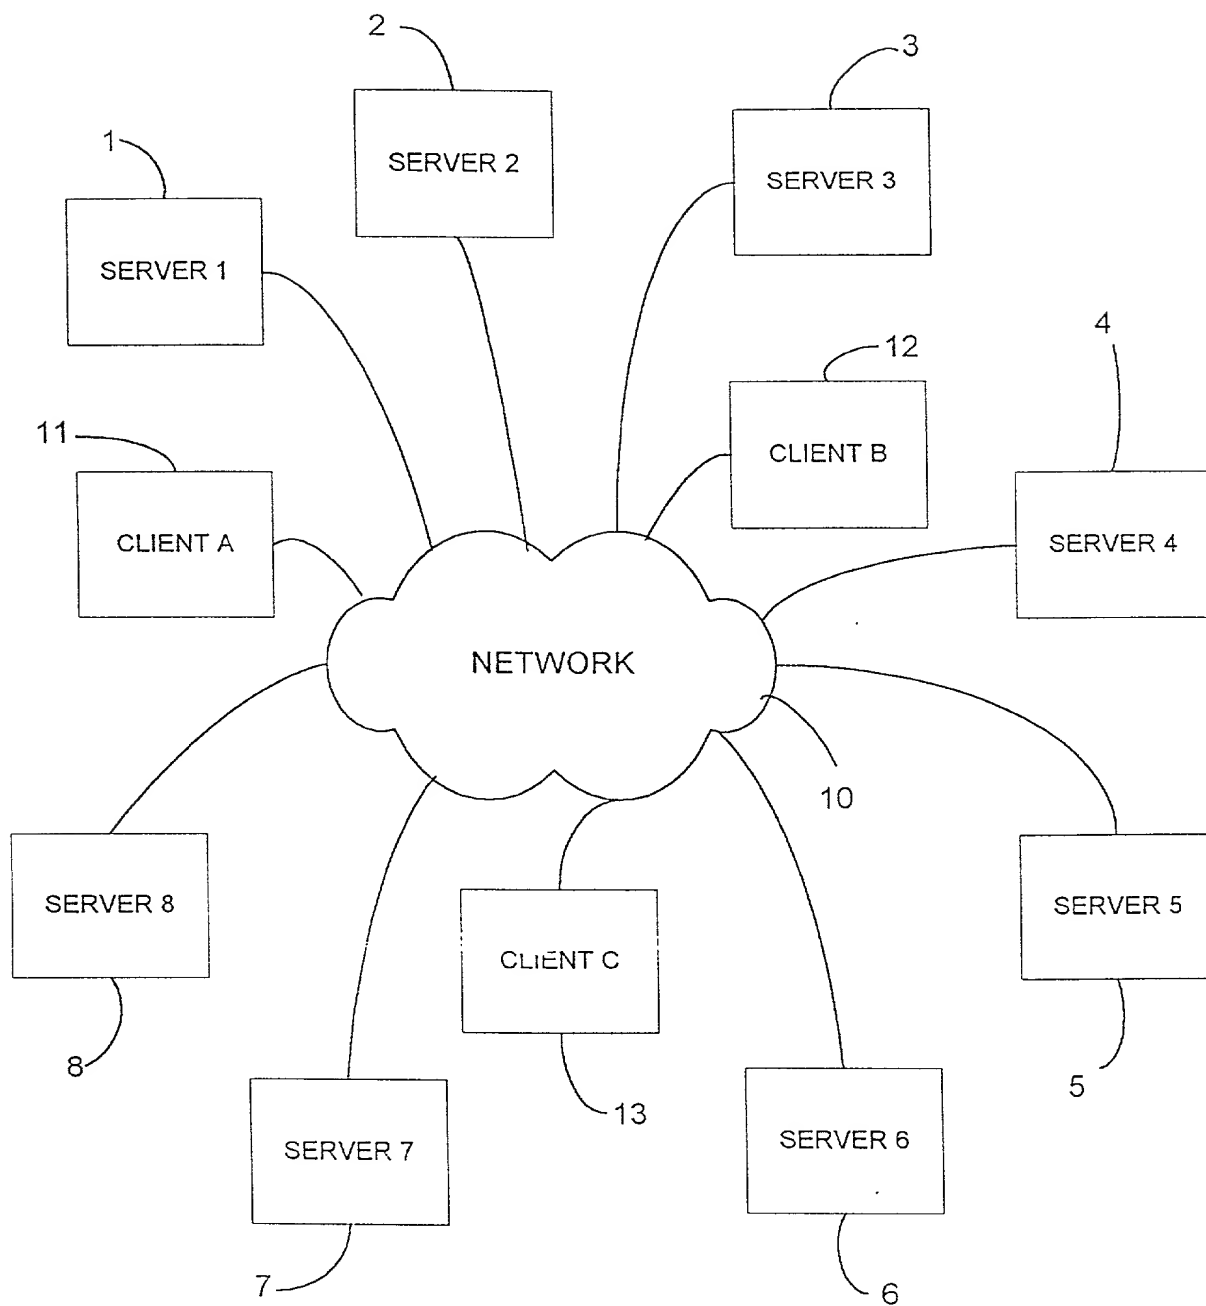 2
3
1
SERVER 2
SERVER 3
SERVER 1
4
12
11
CLIENT B
CLIENT A
SERVER 4
NETWORK
10
SERVER 8
SERVER 5
CLIENT C
8
5
13
SERVER 7
SERVER 6
7
6